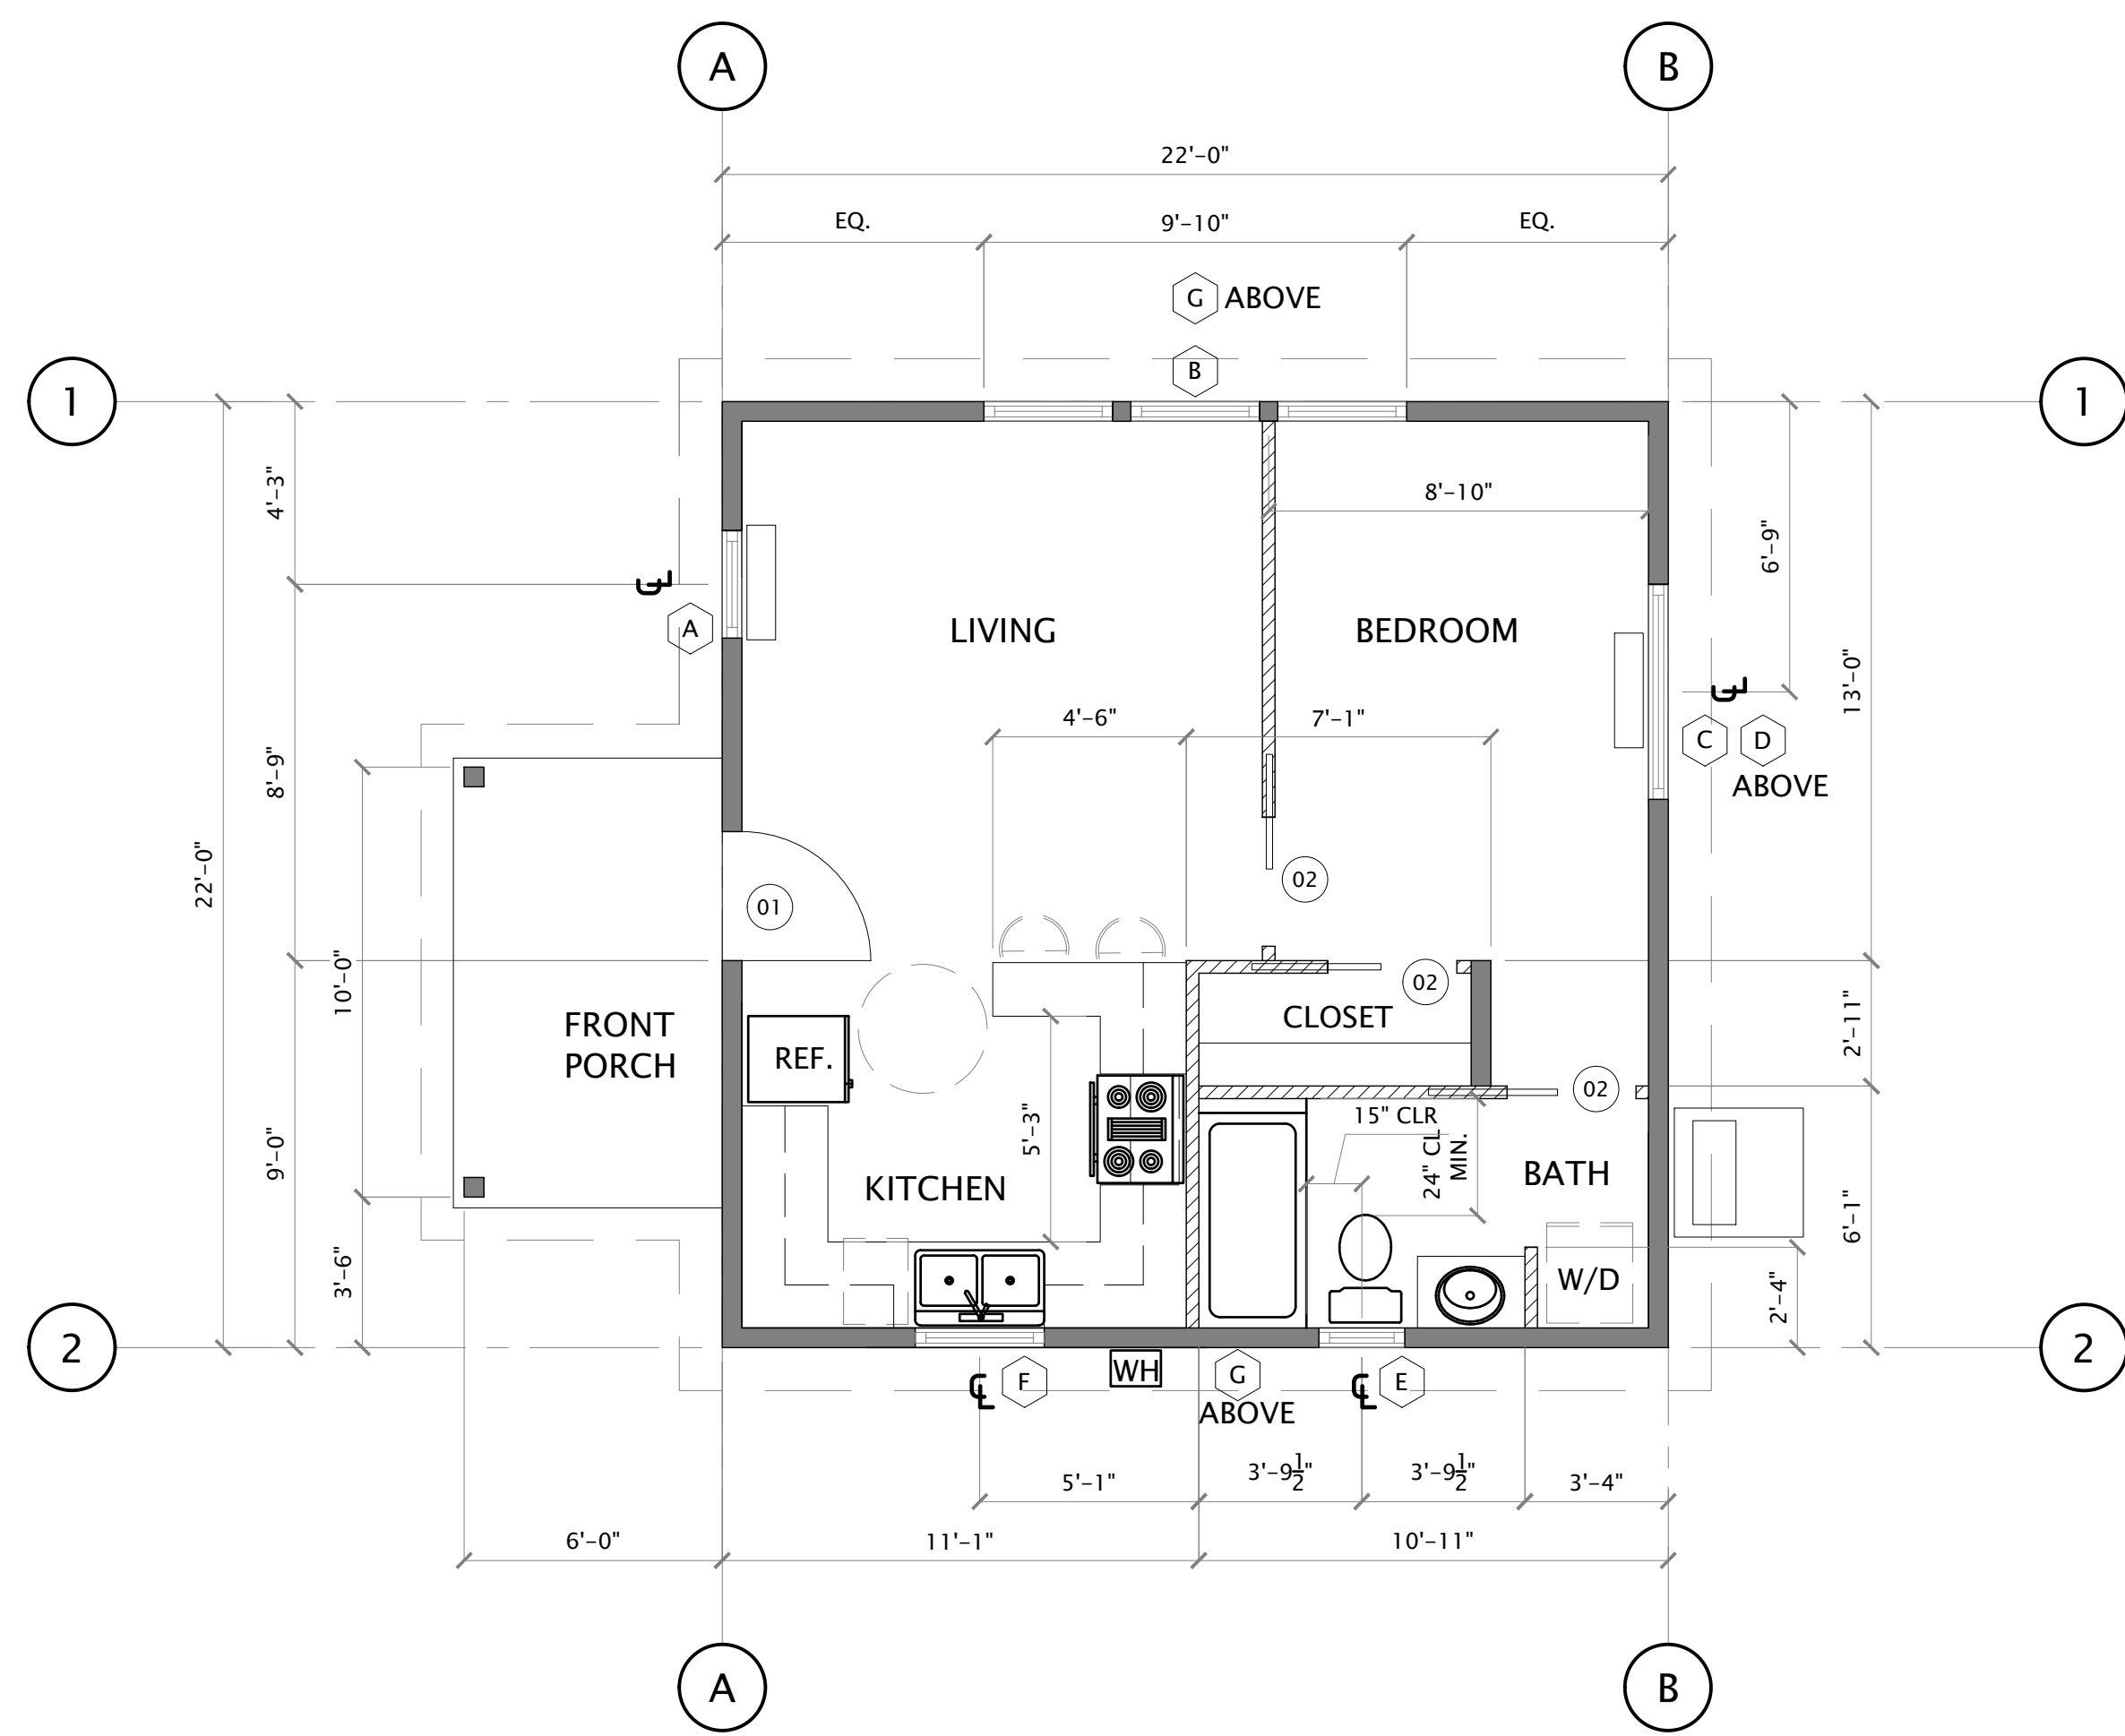 A B
22'-0"
EQ. 9'-10" EQ.
G ABOVE
B
1 1
4'-3"
8'-10"
6'-9"
A
LIVING BEDROOM
13'-0"
4'-6" 7'-1"
C D
ABOVE
8'-9"
22'-0"
01
02
10'-0"
02
FRONT
PORCH
CLOSET
2'-11"
REF.
02
15" CLR
5'-3"
24" CL
MIN.
9'-0"
KITCHEN
BATH
6'-1"
3'-6"
W/D
2'-4"
2 2
CL F WH G CL E
ABOVE
5'-1" 3'-9½" 3'-9½" 3'-4"
6'-0" 11'-1" 10'-11"
A B